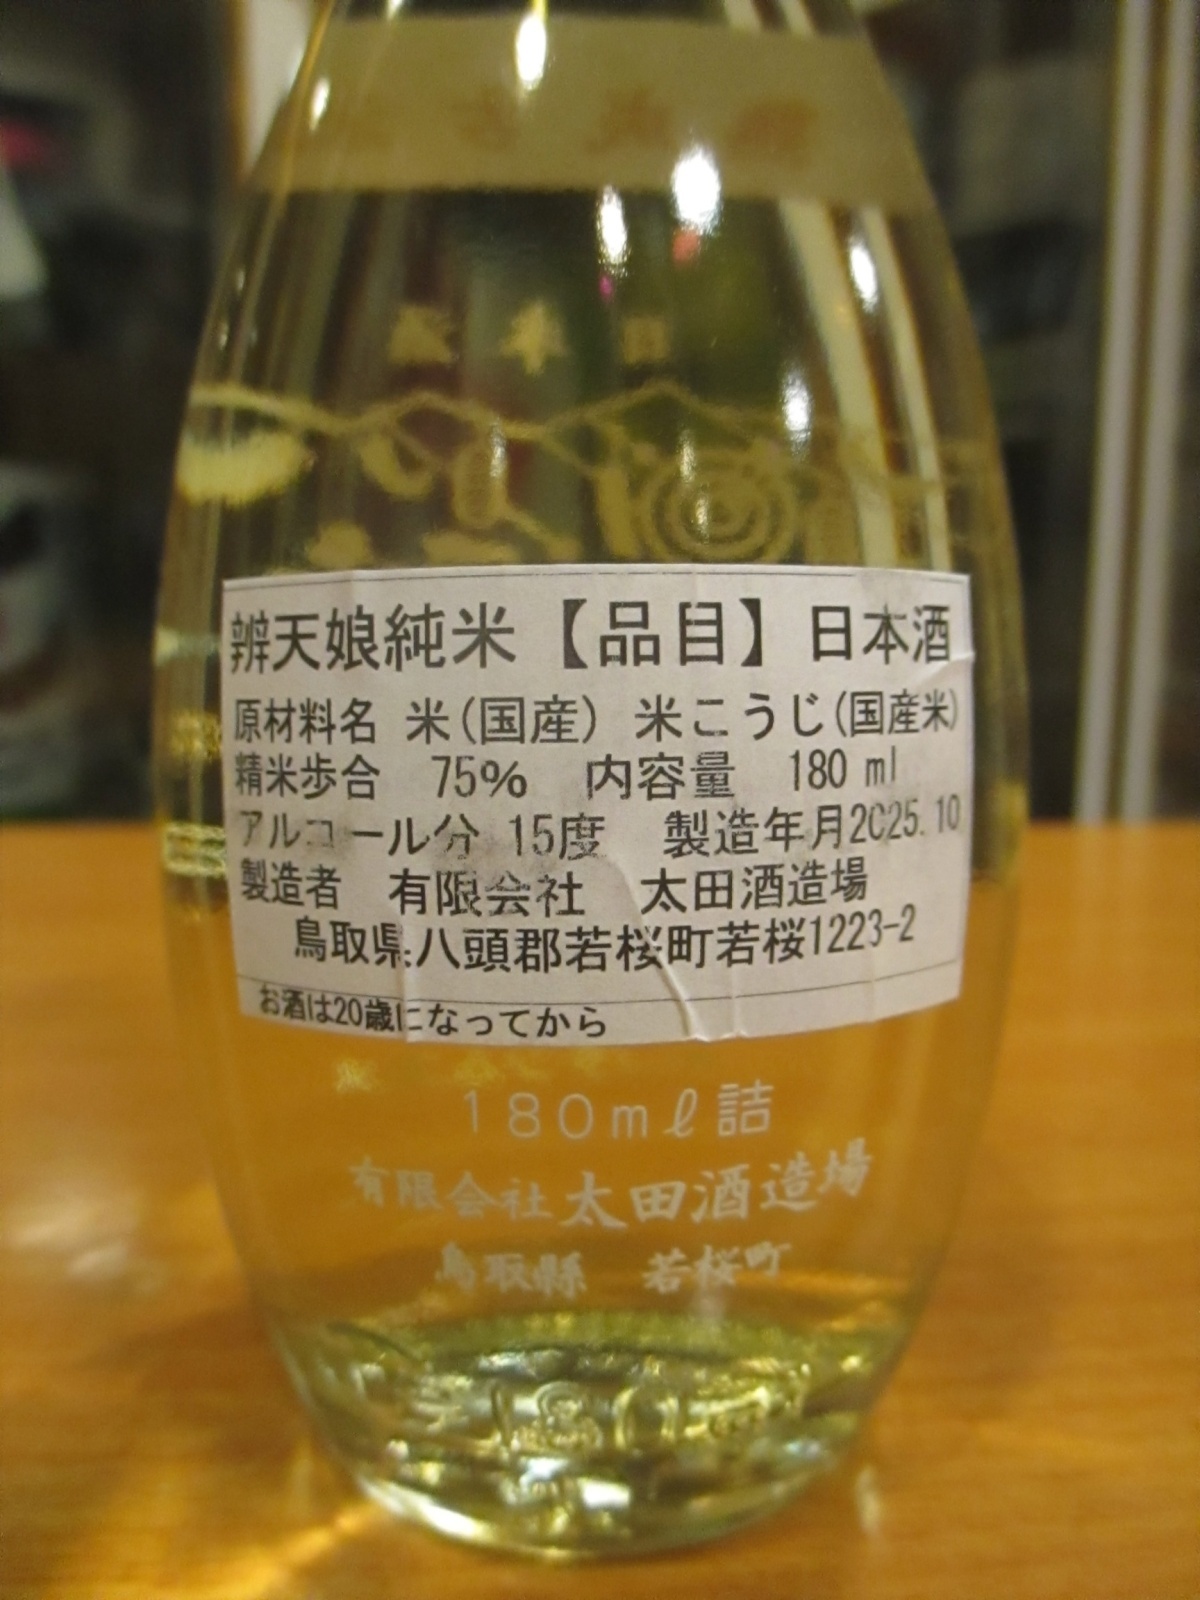 辨天娘純米【品目】日本酒
原材料名 米(国産) 米こうじ(国産米)
精米歩合 75% 内容量 180 ml
アルコール分 15度 製造年月2025.10
製造者 有限会社 太田酒造場
鳥取県八頭郡若桜町若桜1223-2
お酒は20歳になってから
180mℓ詰
有限会社太田酒造場
鳥取縣 若桜町